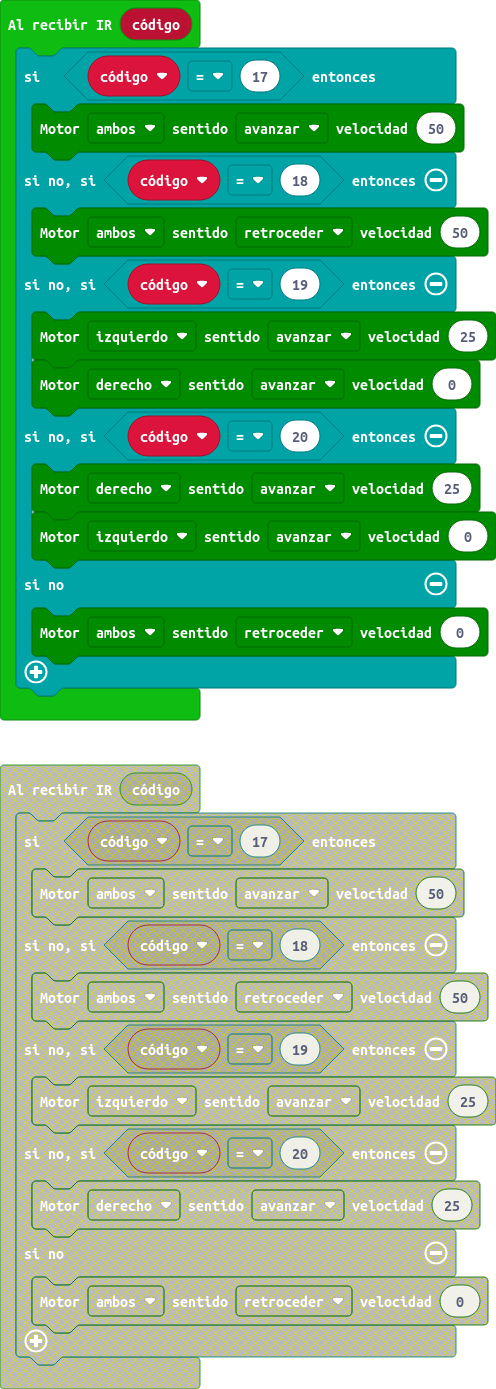 Al recibir IR código
si código = 17 entonces
Motor ambos sentido avanzar velocidad 50
si no, si código = 18 entonces
Motor ambos sentido retroceder velocidad 50
si no, si código = 19 entonces
Motor izquierdo sentido avanzar velocidad 25
Motor derecho sentido avanzar velocidad 0
si no, si código = 20 entonces
Motor derecho sentido avanzar velocidad 25
Motor izquierdo sentido avanzar velocidad 0
si no
Motor ambos sentido retroceder velocidad 0
Al recibir IR código
si código = 17 entonces
Motor ambos sentido avanzar velocidad 50
si no, si código = 18 entonces
Motor ambos sentido retroceder velocidad 50
si no, si código = 19 entonces
Motor izquierdo sentido avanzar velocidad 25
si no, si código = 20 entonces
Motor derecho sentido avanzar velocidad 25
si no
Motor ambos sentido retroceder velocidad 0